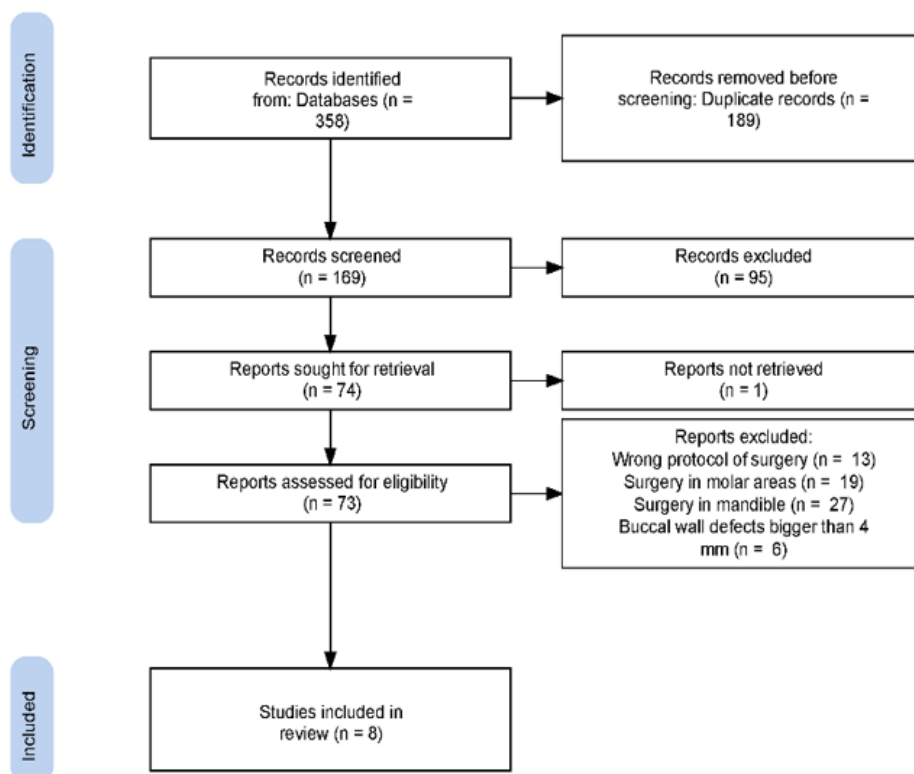 Identification
Records identified
from: Databases (n =
358)
Records removed before
screening: Duplicate records (n =
189)
Screening
Records screened
(n = 169)
Records excluded
(n = 95)
Reports sought for retrieval
(n = 74)
Reports not retrieved
(n = 1)
Reports assessed for eligibility
(n = 73)
Reports excluded:
Wrong protocol of surgery (n = 13)
Surgery in molar areas (n = 19)
Surgery in mandible (n = 27)
Buccal wall defects bigger than 4
mm (n = 6)
Included
Studies included in
review (n = 8)